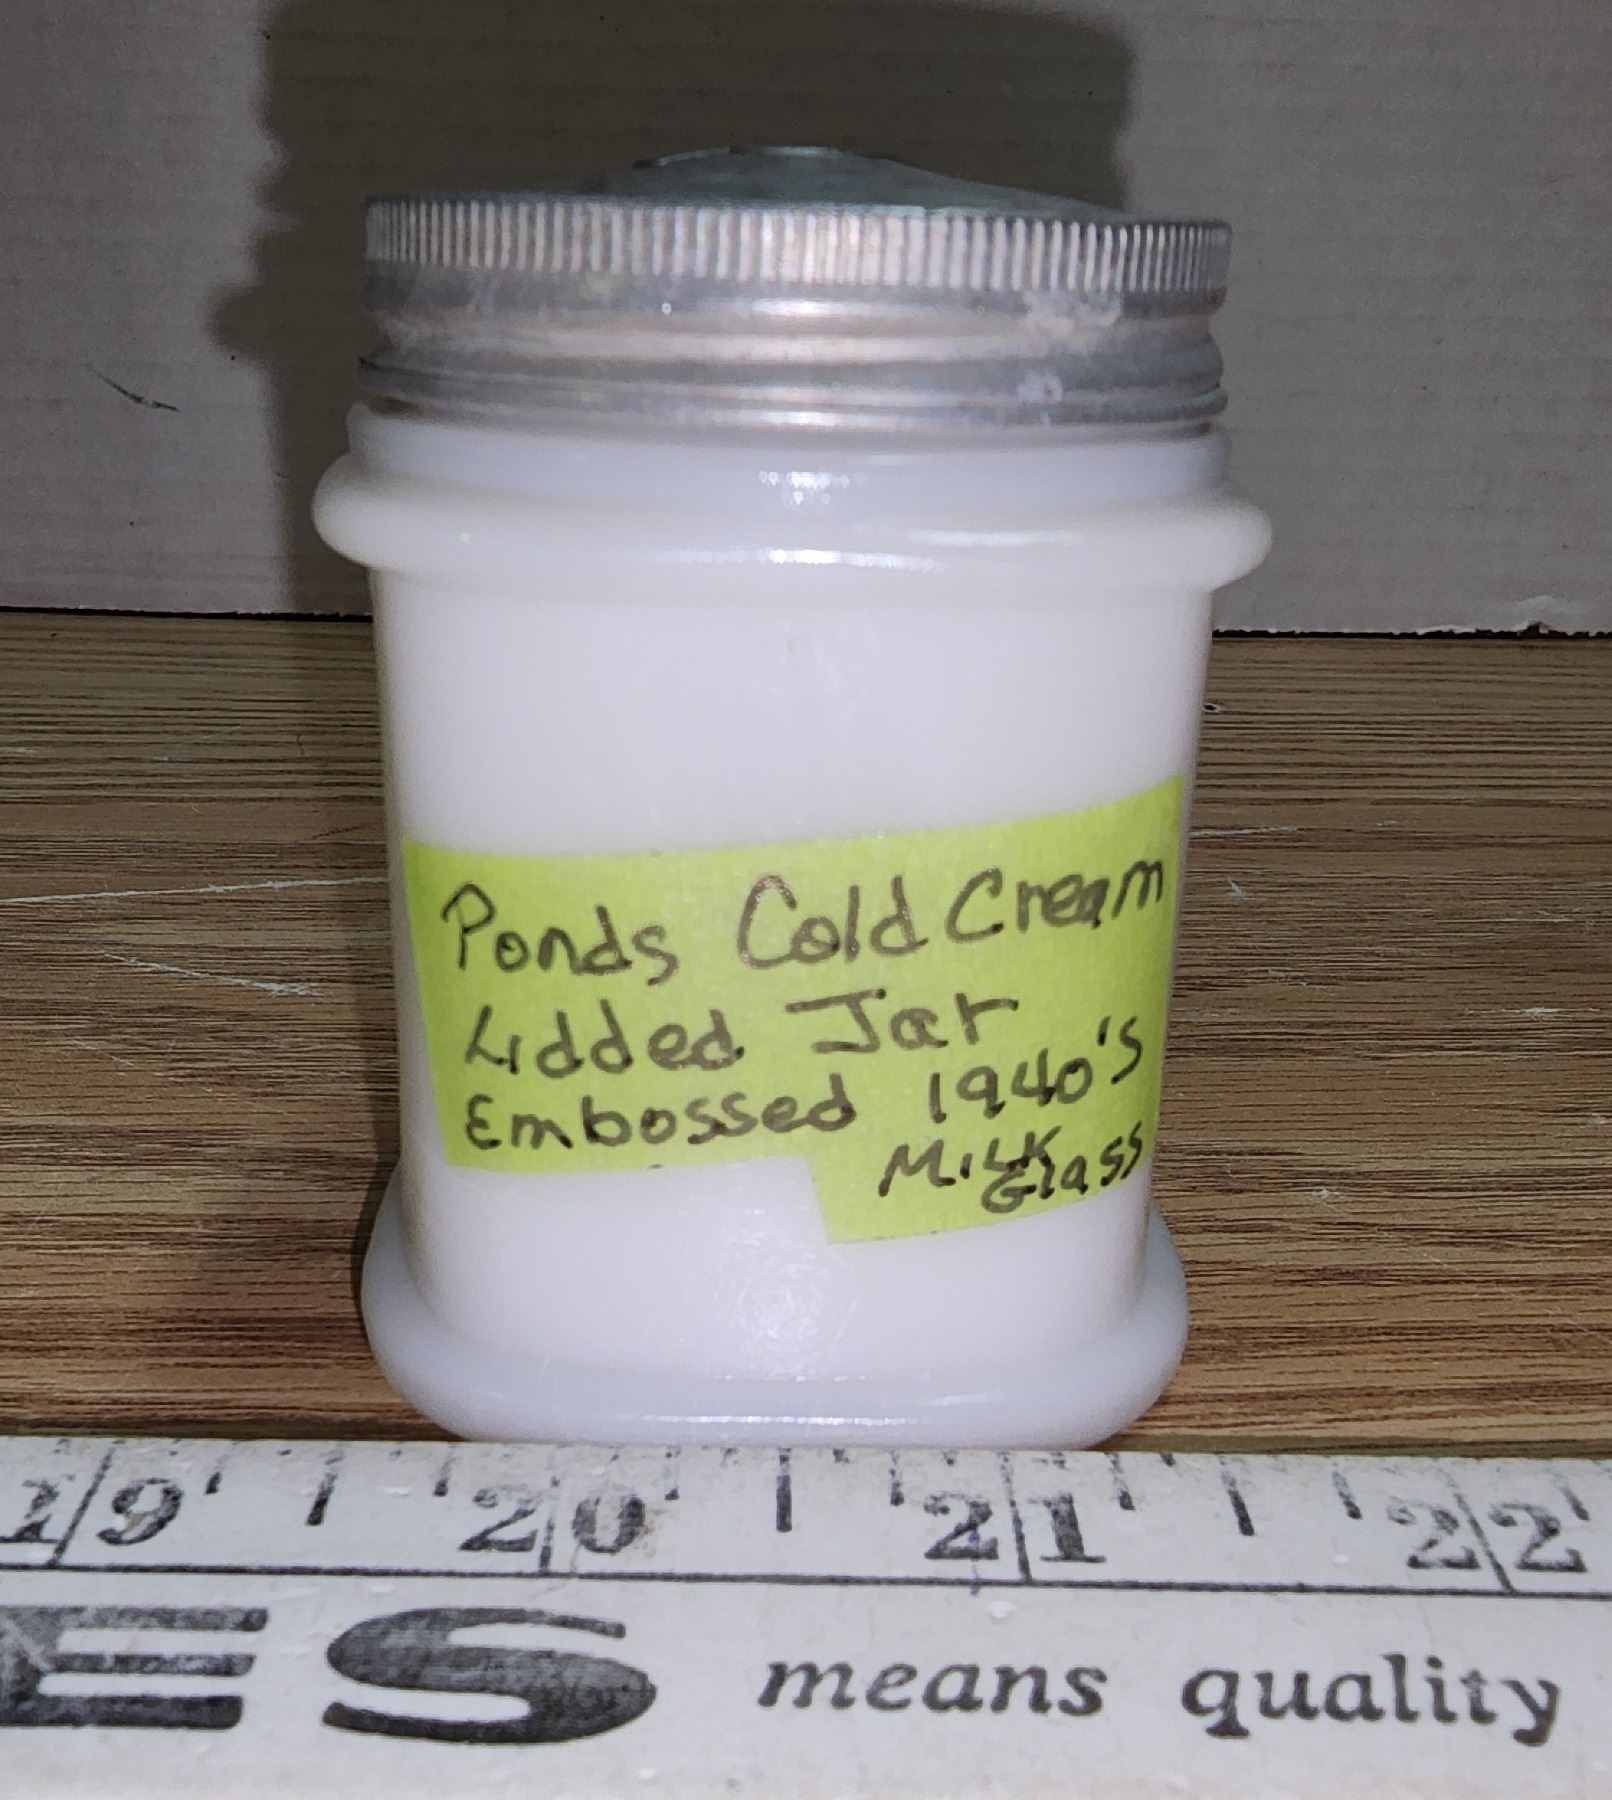 Ponds Cold Cream
Lidded Jar
Embossed 1940's
Milk
Glass
19 20 21 22
ES means quality